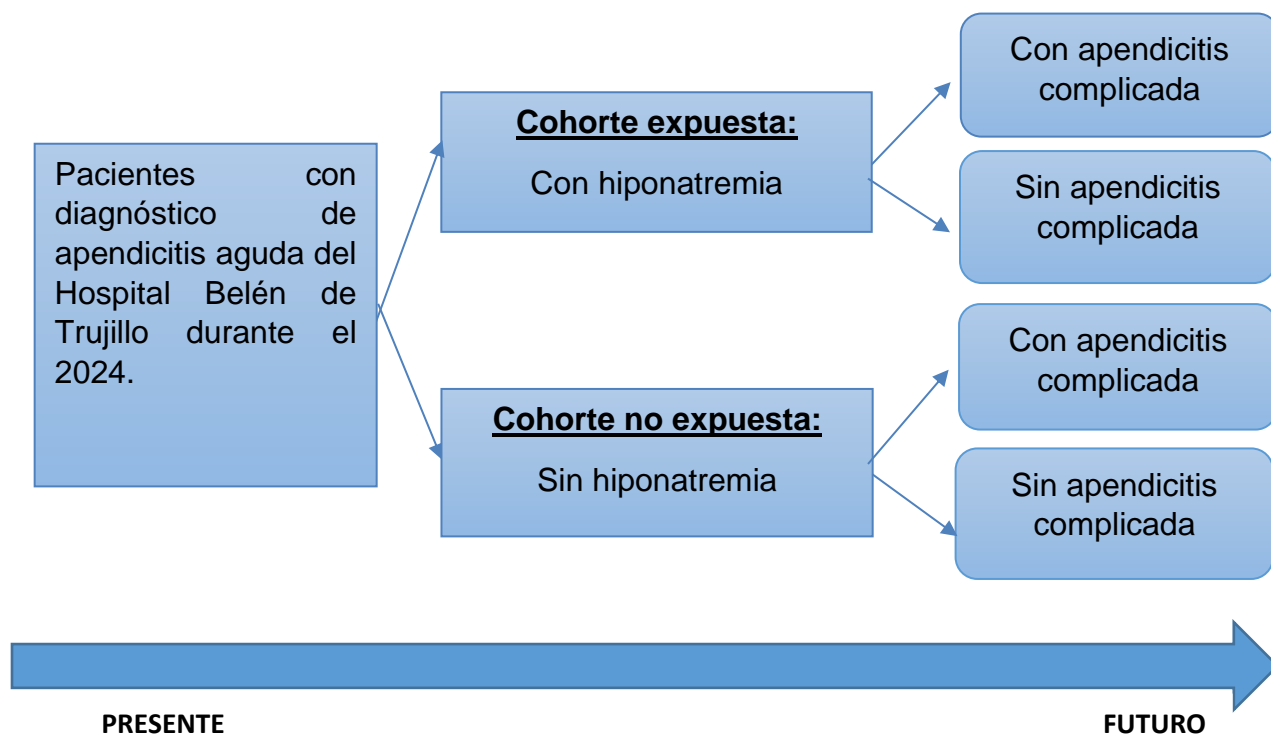 Pacientes con
diagnóstico de
apendicitis aguda del
Hospital Belén de
Trujillo durante el
2024.
Cohorte expuesta:
Con hiponatremia
Con apendicitis
complicada
Sin apendicitis
complicada
Cohorte no expuesta:
Sin hiponatremia
Con apendicitis
complicada
Sin apendicitis
complicada
PRESENTE
FUTURO